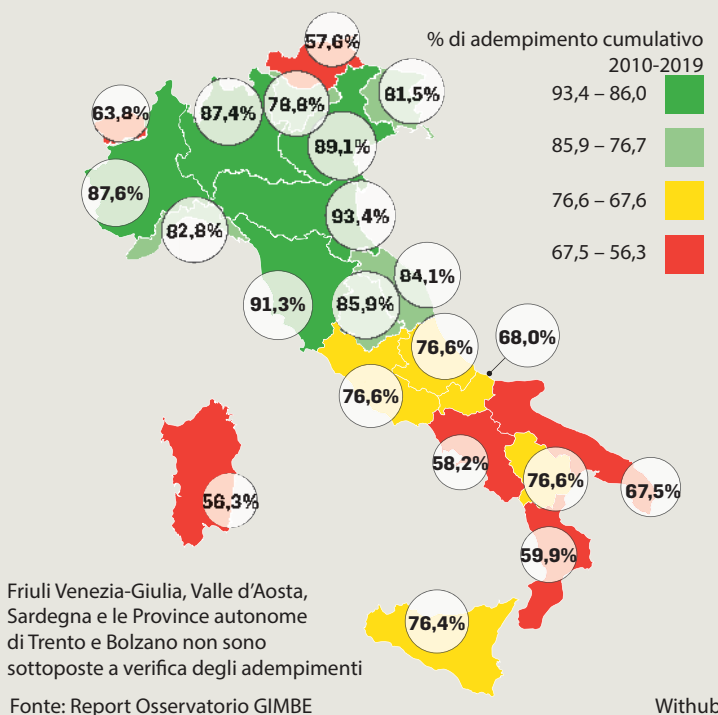 % di adempimento cumulativo
2010-2019
93,4 – 86,0
85,9 – 76,7
76,6 – 67,6
67,5 – 56,3
57,6%
63,8%
87,4%
78,8%
81,5%
89,1%
87,6%
93,4%
82,8%
84,1%
91,3%
85,9%
76,6%
68,0%
76,6%
58,2%
76,6%
67,5%
56,3%
59,9%
76,4%
Friuli Venezia-Giulia, Valle d'Aosta,
Sardegna e le Province autonome
di Trento e Bolzano non sono
sottoposte a verifica degli adempimenti
Fonte: Report Osservatorio GIMBE
Withub